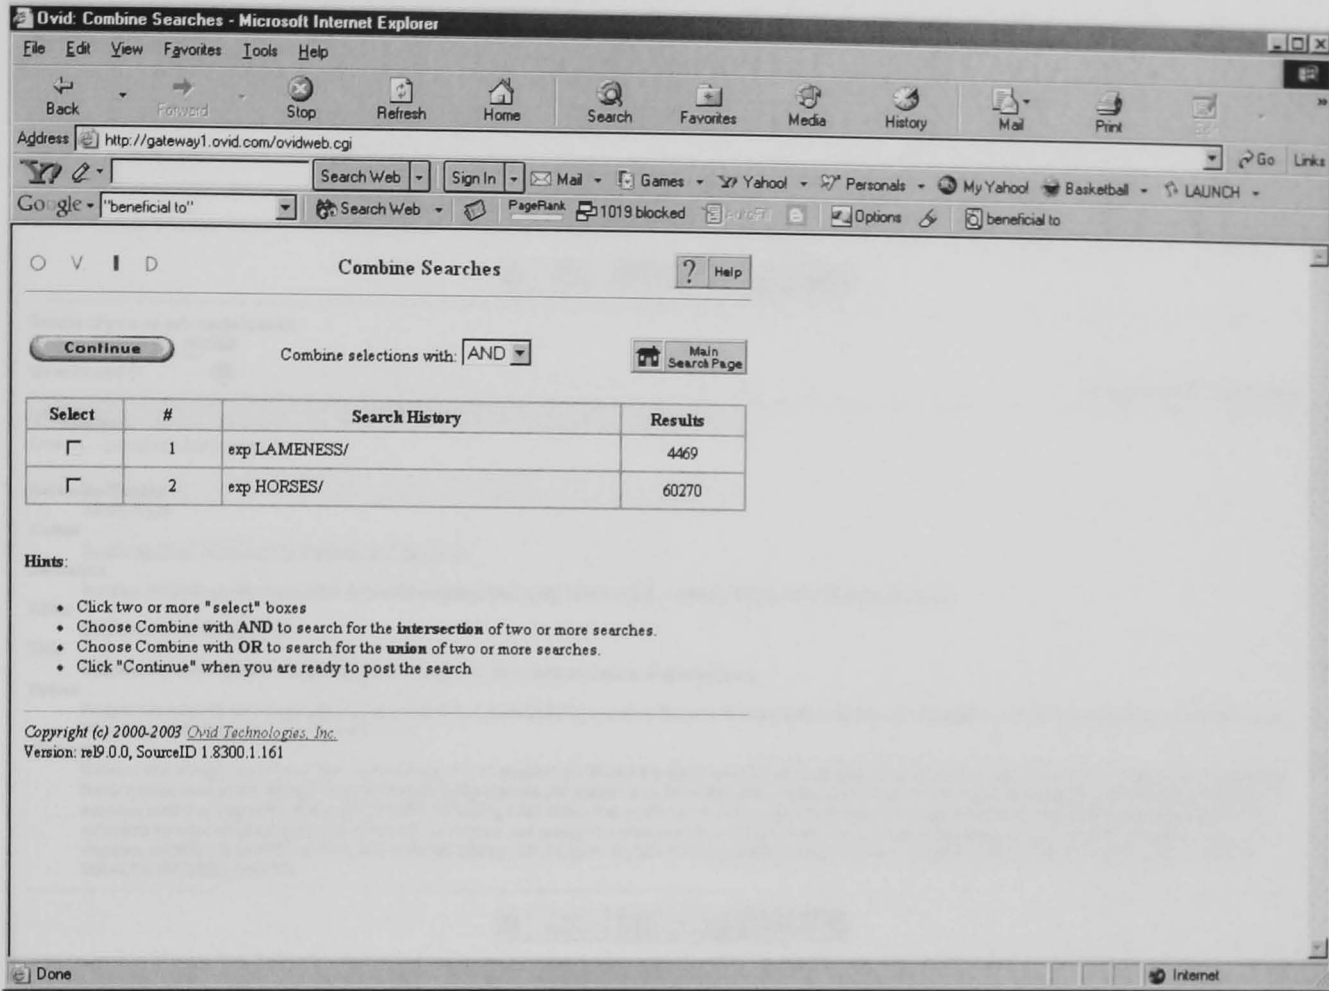 Ovid: Combine Searches - Microsoft Internet Explorer
File Edit View Favorites Tools Help
Back Forward Stop Refresh Home Search Favorites Media History Mail Print
Address http://gateway1.ovid.com/ovidweb.cgi Go Links
Y! Search Web Sign In Mail Games Yahoo! Personals My Yahoo! Basketball LAUNCH
Google "beneficial to" Search Web PageRank 1019 blocked AutoFill Options beneficial to
O V I D Combine Searches ? Help
Continue Combine selections with: AND Main Search Page
Select # Search History Results
1 exp LAMENESS/ 4469
2 exp HORSES/ 60270
Hints:
• Click two or more "select" boxes
• Choose Combine with AND to search for the intersection of two or more searches.
• Choose Combine with OR to search for the union of two or more searches.
• Click "Continue" when you are ready to post the search
Copyright (c) 2000-2003 Ovid Technologies, Inc.
Version: rel9.0.0, SourceID 1.8300.1.161
Done Internet